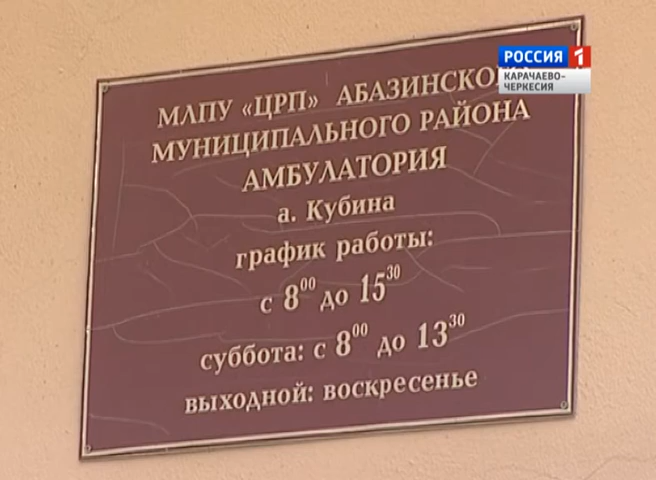 РОССИЯ 1
КАРАЧАЕВО-
ЧЕРКЕСИЯ
МЛПУ «ЦРП» АБАЗИНСКОГО
МУНИЦИПАЛЬНОГО РАЙОНА
АМБУЛАТОРИЯ
а. Кубина
график работы:
с 8⁰⁰ до 15³⁰
суббота: с 8⁰⁰ до 13³⁰
выходной: воскресенье